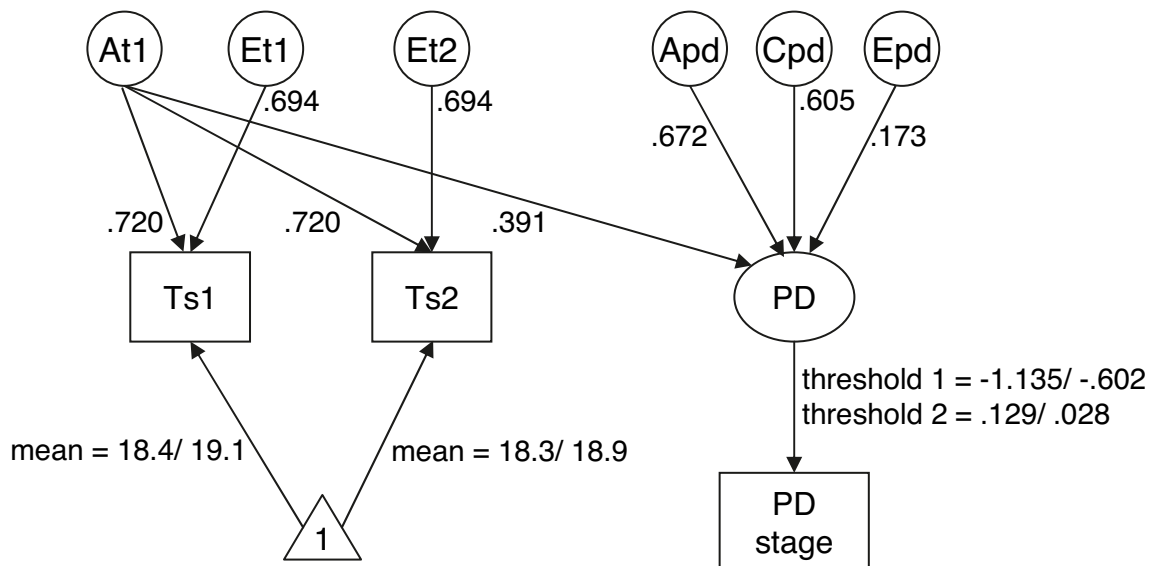 At1
Et1
Et2
Apd
Cpd
Epd
.694
.694
.605
.672
.173
.720
.720
.391
Ts1
Ts2
PD
threshold 1 = -1.135/ -.602
threshold 2 = .129/ .028
mean = 18.4/ 19.1
mean = 18.3/ 18.9
1
PD
stage